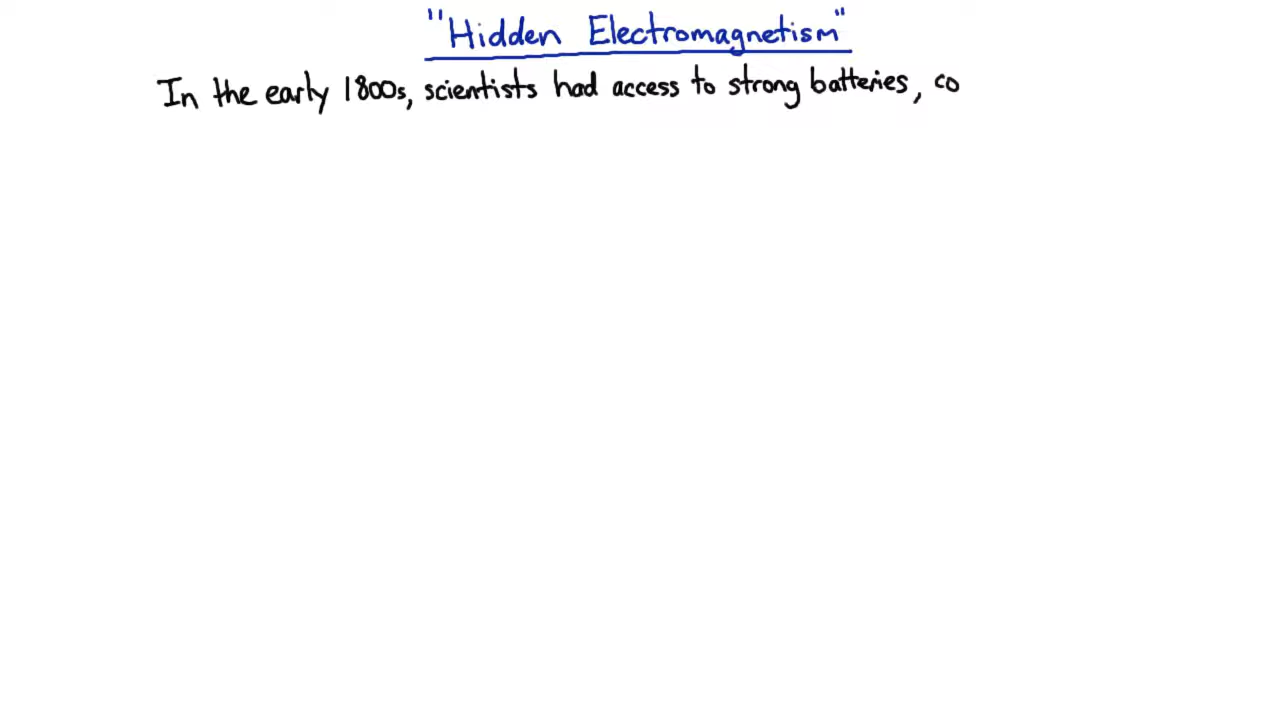 "Hidden Electromagnetism"
In the early 1800s, scientists had access to strong batteries, co